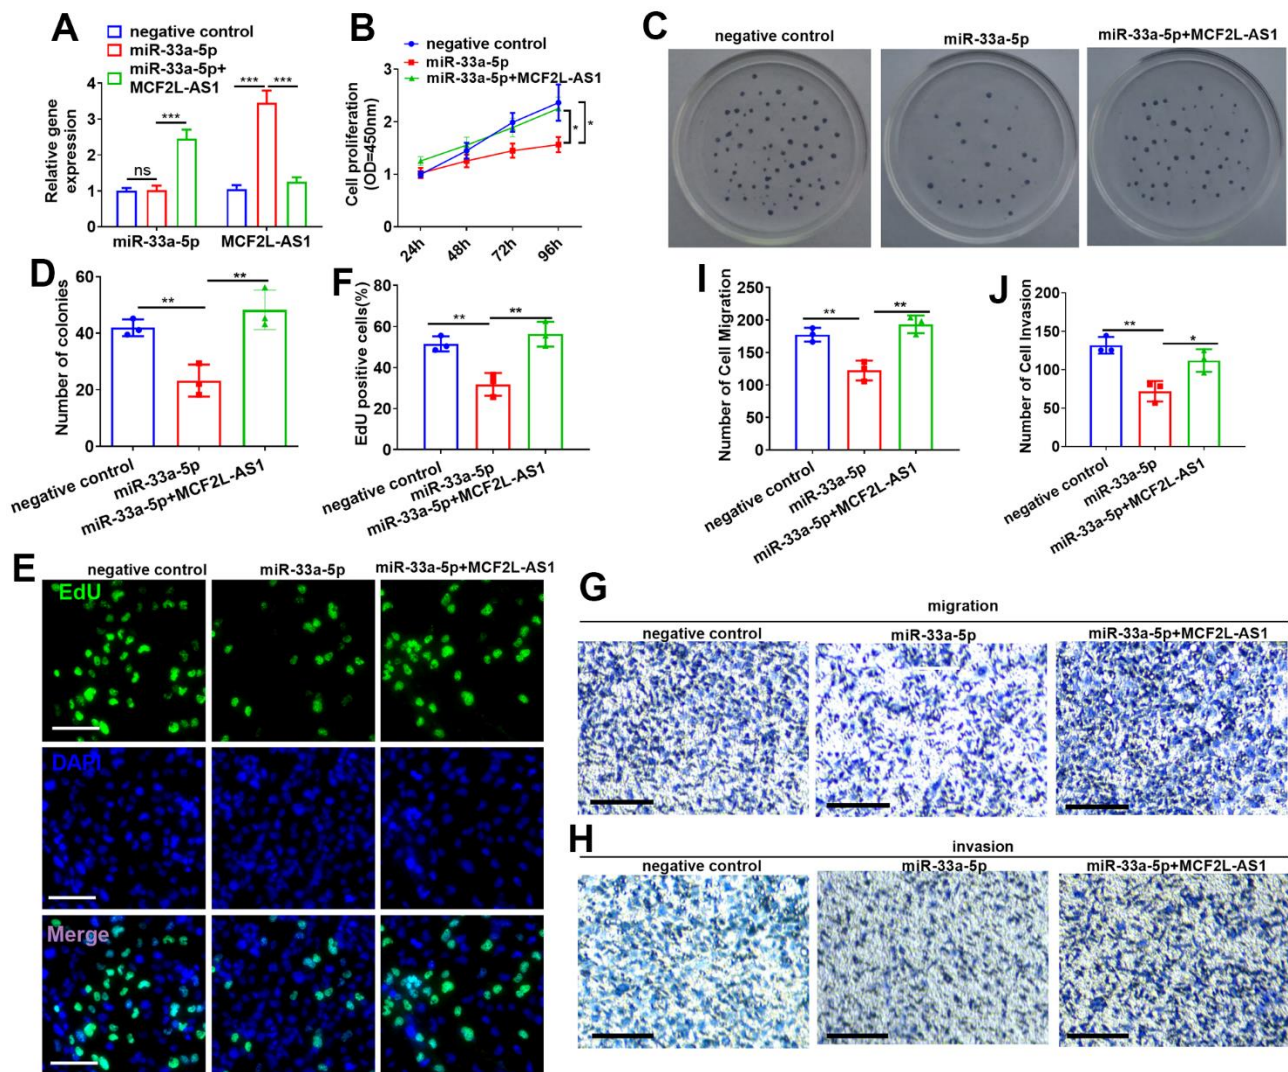 A
negative control
miR-33a-5p
miR-33a-5p+
MCF2L-AS1
Relative gene
expression
4
3
2
1
0
ns
***
***
***
miR-33a-5p
MCF2L-AS1
B
negative control
miR-33a-5p
miR-33a-5p+MCF2L-AS1
Cell proliferation
(OD=450nm)
3
2
1
0
24h
48h
72h
96h
*
*
C
negative control
miR-33a-5p
miR-33a-5p+MCF2L-AS1
D
Number of colonies
60
40
20
0
**
**
negative control
miR-33a-5p
miR-33a-5p+MCF2L-AS1
F
EdU positive cells(%)
80
60
40
20
0
**
**
negative control
miR-33a-5p
miR-33a-5p+MCF2L-AS1
I
Number of Cell Migration
250
200
150
100
50
0
**
**
negative control
miR-33a-5p
miR-33a-5p+MCF2L-AS1
J
Number of Cell Invasion
200
150
100
50
0
**
*
negative control
miR-33a-5p
miR-33a-5p+MCF2L-AS1
E
negative control
miR-33a-5p
miR-33a-5p+MCF2L-AS1
EdU
DAPI
Merge
G
migration
negative control
miR-33a-5p
miR-33a-5p+MCF2L-AS1
H
invasion
negative control
miR-33a-5p
miR-33a-5p+MCF2L-AS1